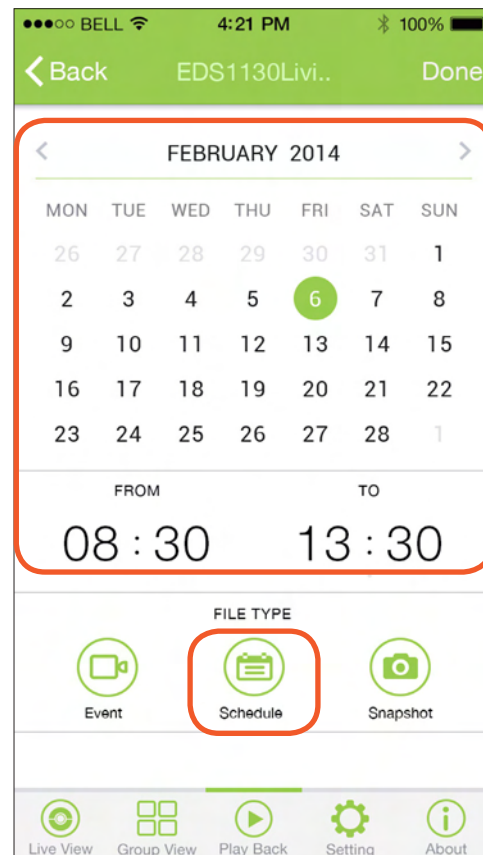 BELL 4:21 PM 100%
Back EDS1130Livi.. Done
FEBRUARY 2014
MON TUE WED THU FRI SAT SUN
26 27 28 29 30 31 1
2 3 4 5 6 7 8
9 10 11 12 13 14 15
16 17 18 19 20 21 22
23 24 25 26 27 28 1
FROM TO
08 : 30 13 : 30
FILE TYPE
Event Schedule Snapshot
Live View Group View Play Back Setting About